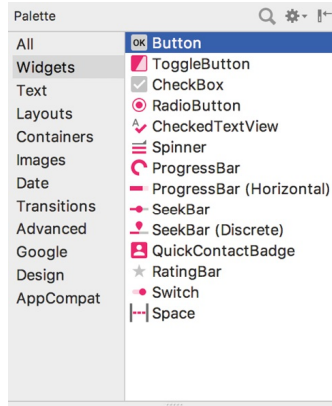 Palette
All
Widgets
Text
Layouts
Containers
Images
Date
Transitions
Advanced
Google
Design
AppCompat
OK Button
ToggleButton
CheckBox
RadioButton
CheckedTextView
Spinner
ProgressBar
ProgressBar (Horizontal)
SeekBar
SeekBar (Discrete)
QuickContactBadge
RatingBar
Switch
Space